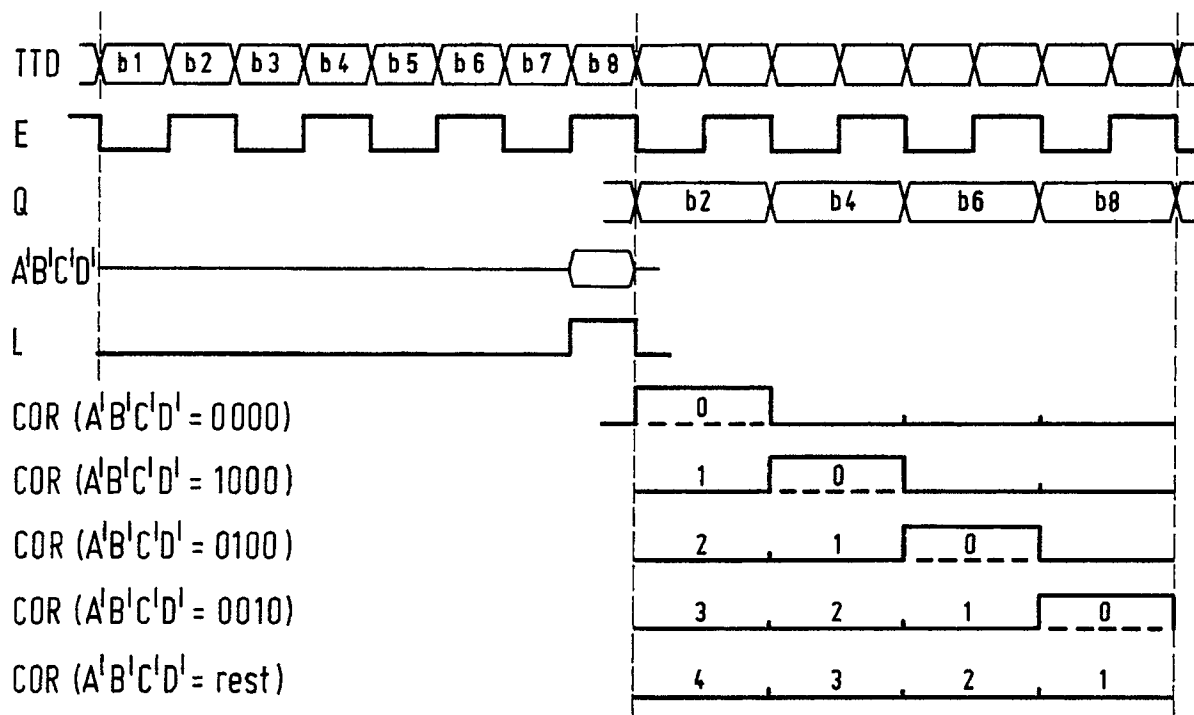 TTD b1 b2 b3 b4 b5 b6 b7 b8
E
Q b2 b4 b6 b8
A'B'C'D'
L
COR (A'B'C'D' = 0000) 0
COR (A'B'C'D' = 1000) 1 0
COR (A'B'C'D' = 0100) 2 1 0
COR (A'B'C'D' = 0010) 3 2 1 0
COR (A'B'C'D' = rest) 4 3 2 1